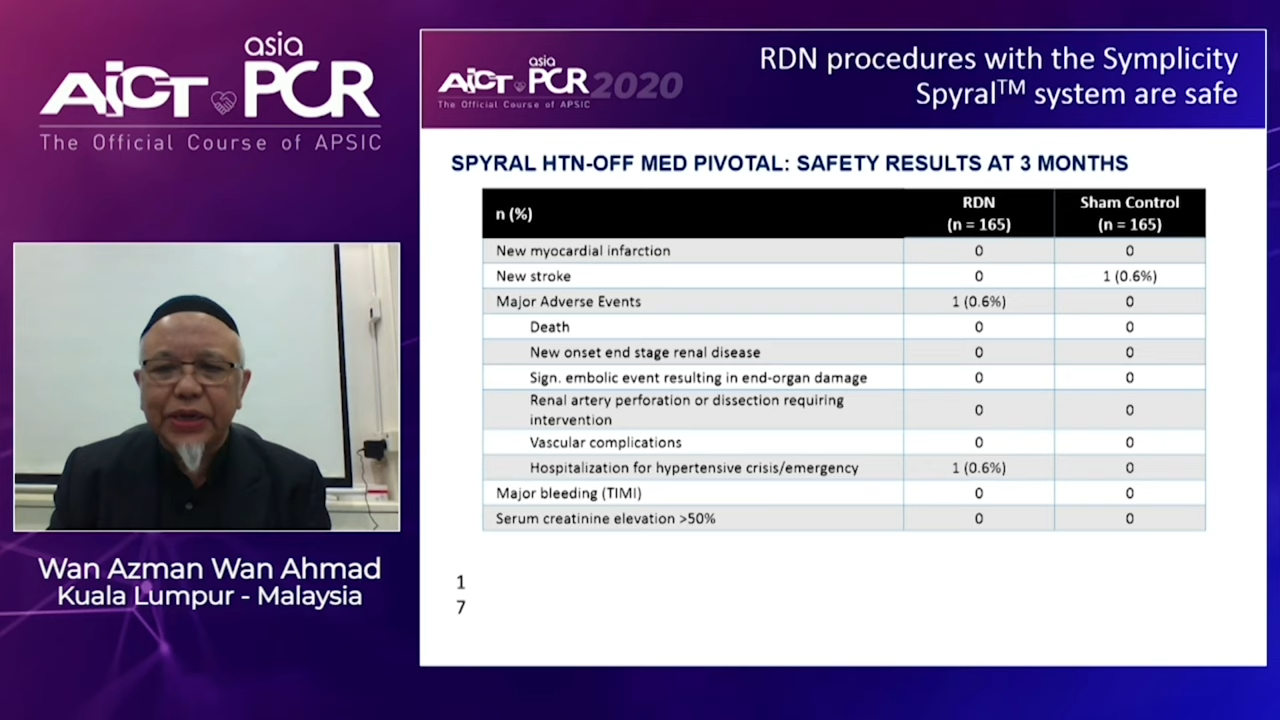 asia
AICT PCR
The Official Course of APSIC
Wan Azman Wan Ahmad
Kuala Lumpur - Malaysia
asia
AICT PCR 2020
The Official Course of APSIC
RDN procedures with the Symplicity
Spyral™ system are safe
SPYRAL HTN-OFF MED PIVOTAL: SAFETY RESULTS AT 3 MONTHS
n (%) RDN (n = 165) Sham Control (n = 165)
New myocardial infarction 0 0
New stroke 0 1 (0.6%)
Major Adverse Events 1 (0.6%) 0
Death 0 0
New onset end stage renal disease 0 0
Sign. embolic event resulting in end-organ damage 0 0
Renal artery perforation or dissection requiring
intervention 0 0
Vascular complications 0 0
Hospitalization for hypertensive crisis/emergency 1 (0.6%) 0
Major bleeding (TIMI) 0 0
Serum creatinine elevation >50% 0 0
1
7